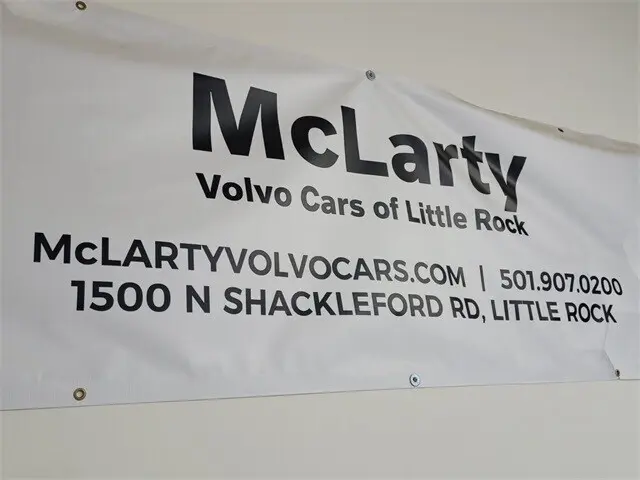 McLarty
Volvo Cars of Little Rock
McLARTYVOLVOCARS.COM | 501.907.0200
1500 N SHACKLEFORD RD, LITTLE ROCK